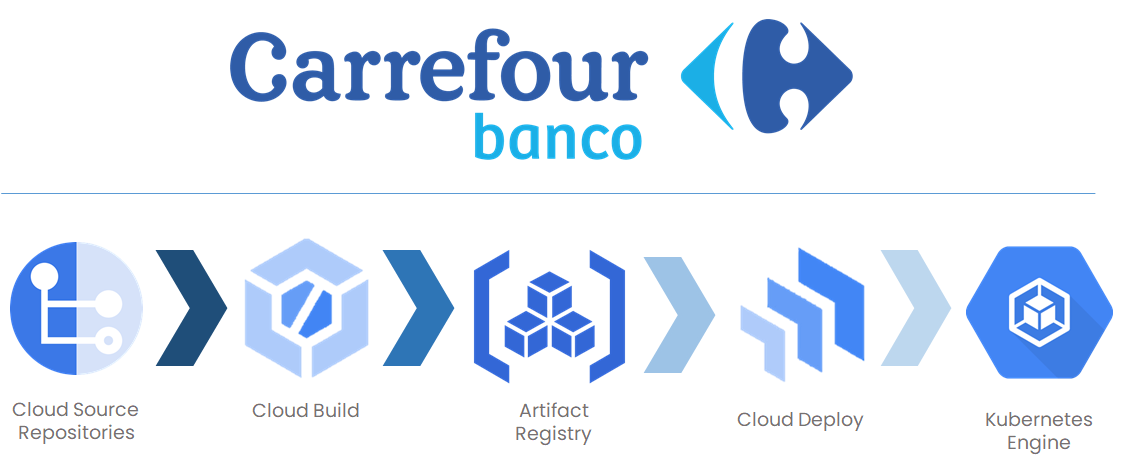 Carrefour
banco
Cloud Source
Repositories
Cloud Build
Artifact
Registry
Cloud Deploy
Kubernetes
Engine